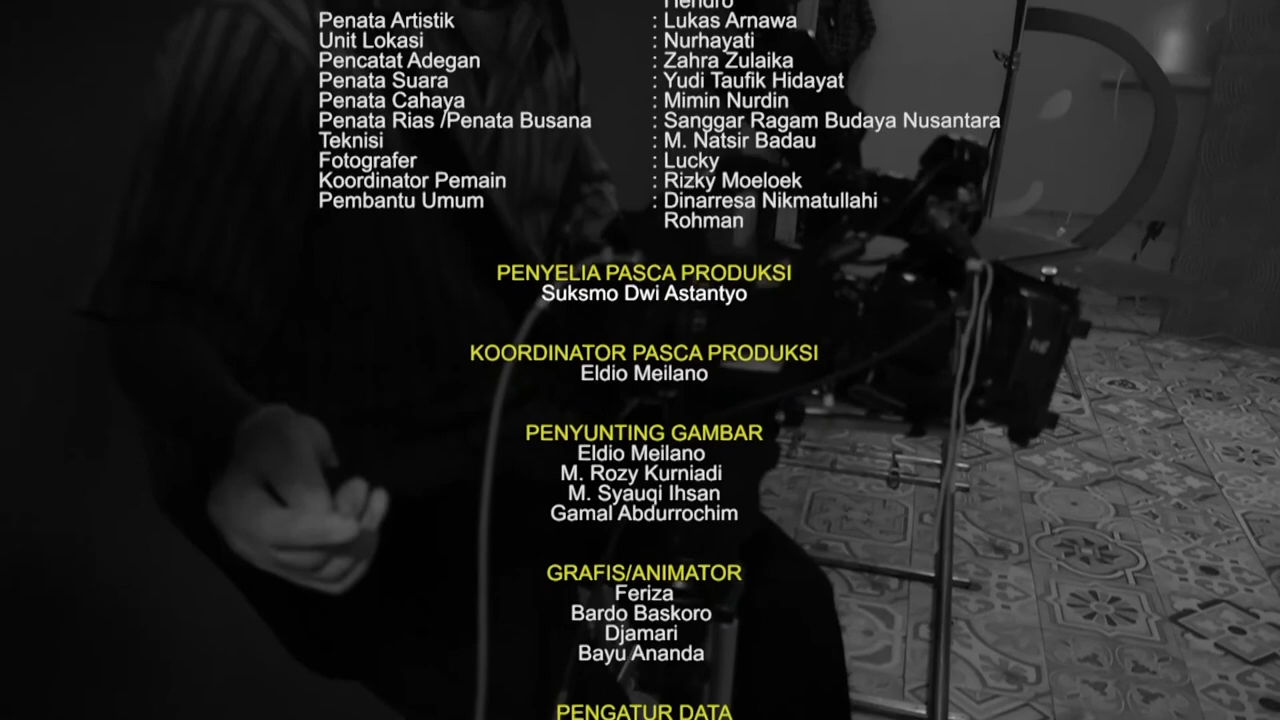 Hendro
Penata Artistik : Lukas Arnawa
Unit Lokasi : Nurhayati
Pencatat Adegan : Zahra Zulaika
Penata Suara : Yudi Taufik Hidayat
Penata Cahaya : Mimin Nurdin
Penata Rias /Penata Busana : Sanggar Ragam Budaya Nusantara
Teknisi : M. Natsir Badau
Fotografer : Lucky
Koordinator Pemain : Rizky Moeloek
Pembantu Umum : Dinarresa Nikmatullahi
Rohman
PENYELIA PASCA PRODUKSI
Suksmo Dwi Astantyo
KOORDINATOR PASCA PRODUKSI
Eldio Meilano
PENYUNTING GAMBAR
Eldio Meilano
M. Rozy Kurniadi
M. Syauqi Ihsan
Gamal Abdurrochim
GRAFIS/ANIMATOR
Feriza
Bardo Baskoro
Djamari
Bayu Ananda
PENGATUR DATA